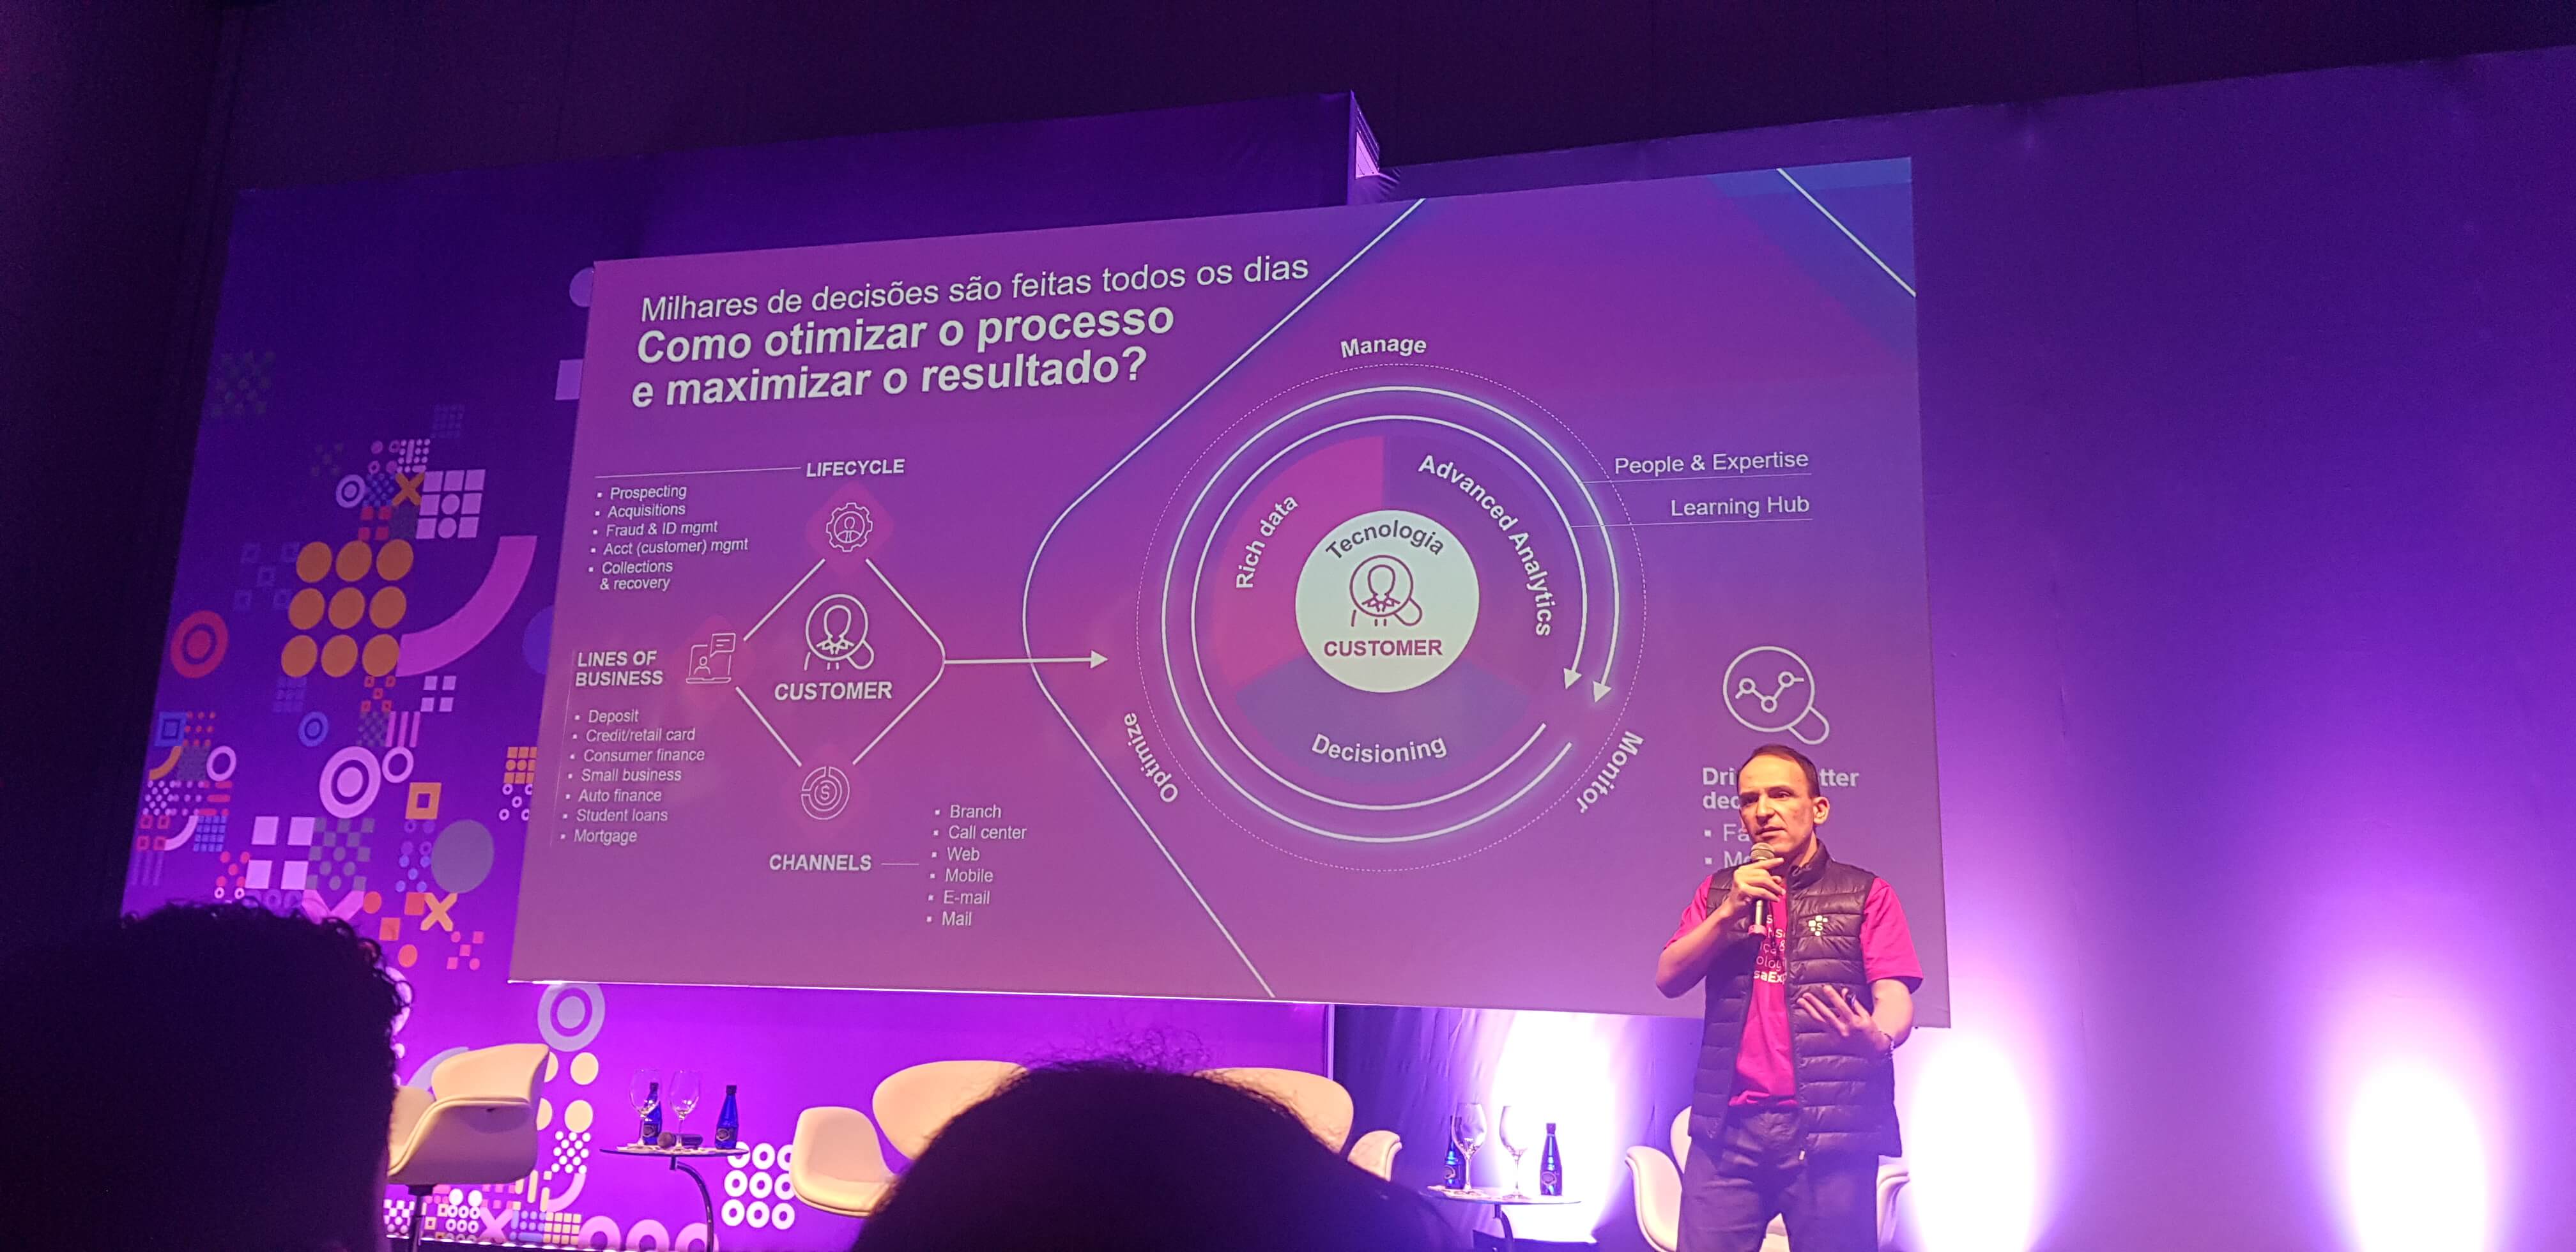 Milhares de decisões são feitas todos os dias
Como otimizar o processo
e maximizar o resultado?
LIFECYCLE
▪ Prospecting
▪ Acquisitions
▪ Fraud & ID mgmt
▪ Acct (customer) mgmt
▪ Collections
& recovery
LINES OF
BUSINESS
▪ Deposit
▪ Credit/retail card
▪ Consumer finance
▪ Small business
▪ Auto finance
▪ Student loans
▪ Mortgage
CUSTOMER
CHANNELS
▪ Branch
▪ Call center
▪ Web
▪ Mobile
▪ E-mail
▪ Mail
Manage
Rich data
Advanced Analytics
Tecnologia
CUSTOMER
Decisioning
Optimize
Monitor
People & Expertise
Learning Hub